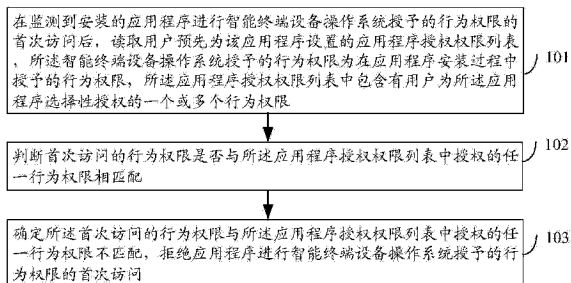 在监测到安装的应用程序进行智能终端设备操作系统授予的行为权限的
首次访问后，读取用户预先为该应用程序设置的应用程序授权权限列表
，所述智能终端设备操作系统授予的行为权限为在应用程序安装过程中
授予的行为权限，所述应用程序授权权限列表中包含有用户为所述应用
程序选择性授权的一个或多个行为权限
101
判断首次访问的行为权限是否与所述应用程序授权权限列表中授权的任
一行为权限相匹配
102
确定所述首次访问的行为权限与所述应用程序授权权限列表中授权的任
一行为权限不匹配，拒绝应用程序进行智能终端设备操作系统授予的行
为权限的首次访问
103